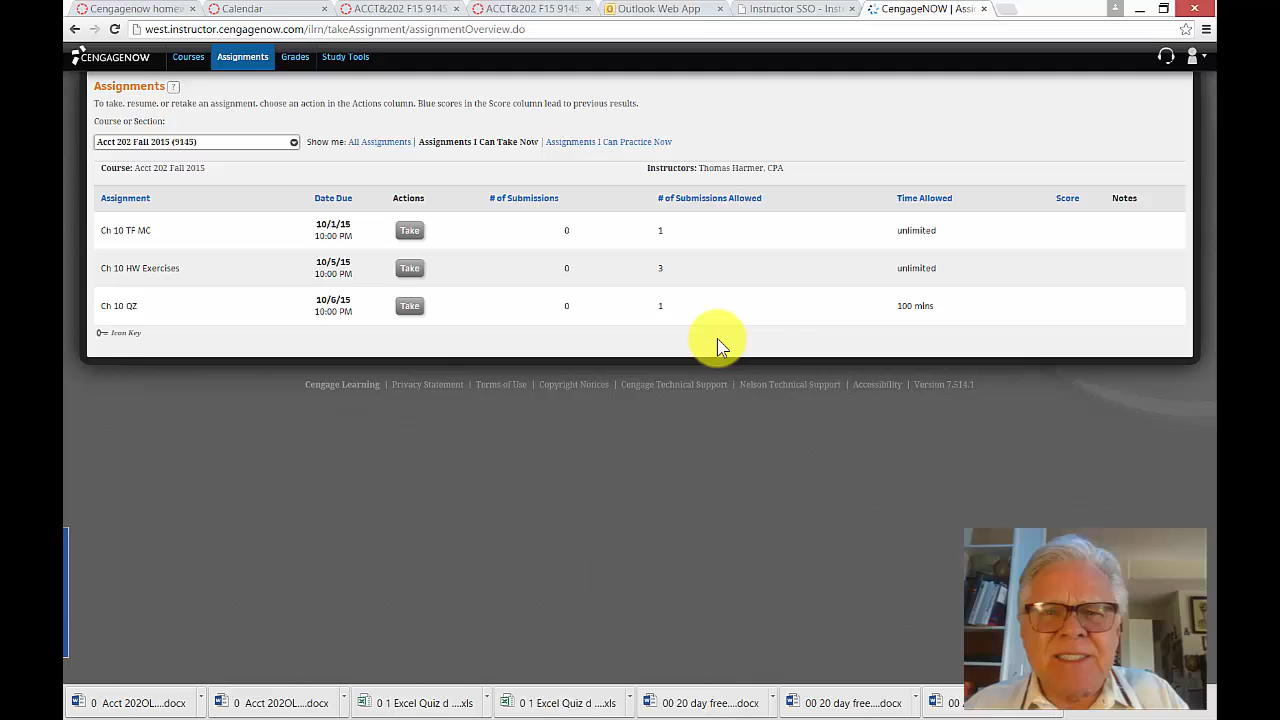 Cengagenow homew
Calendar
ACCT&202 F15 9145
ACCT&202 F15 9145
Outlook Web App
Instructor SSO - Inst
CengageNOW | Assi
west.instructor.cengagenow.com/ilrn/takeAssignment/assignmentOverview.do
CENGAGENOW
Courses
Assignments
Grades
Study Tools
Assignments ?
To take, resume, or retake an assignment, choose an action in the Actions column. Blue scores in the Score column lead to previous results.
Course or Section:
Acct 202 Fall 2015 (9145)
Show me: All Assignments | Assignments I Can Take Now | Assignments I Can Practice Now
Course: Acct 202 Fall 2015
Instructors: Thomas Harmer, CPA
Assignment Date Due Actions # of Submissions # of Submissions Allowed Time Allowed Score Notes
Ch 10 TF MC 10/1/15 10:00 PM Take 0 1 unlimited
Ch 10 HW Exercises 10/5/15 10:00 PM Take 0 3 unlimited
Ch 10 QZ 10/6/15 10:00 PM Take 0 1 100 mins
Icon Key
Cengage Learning | Privacy Statement | Terms of Use | Copyright Notices | Cengage Technical Support | Nelson Technical Support | Accessibility | Version 7.514.1
0 Acct 202OL....docx
0 Acct 202OL....docx
0 1 Excel Quiz d ....xls
0 1 Excel Quiz d ....xls
00 20 day free....docx
00 20 day free....docx
00